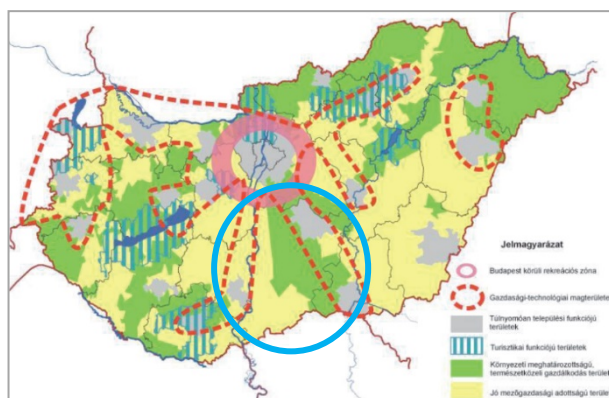 Jelmagyarázat
Budapest körüli rekreációs zóna
Gazdasági-technológiai magterülete
Túlnyomóan települési funkciójú
területek
Turisztikai funkciójú területek
Környezeti meghatározottságú,
természetközeli gazdálkodás terület
Jó mezőgazdasági adottságú terüle